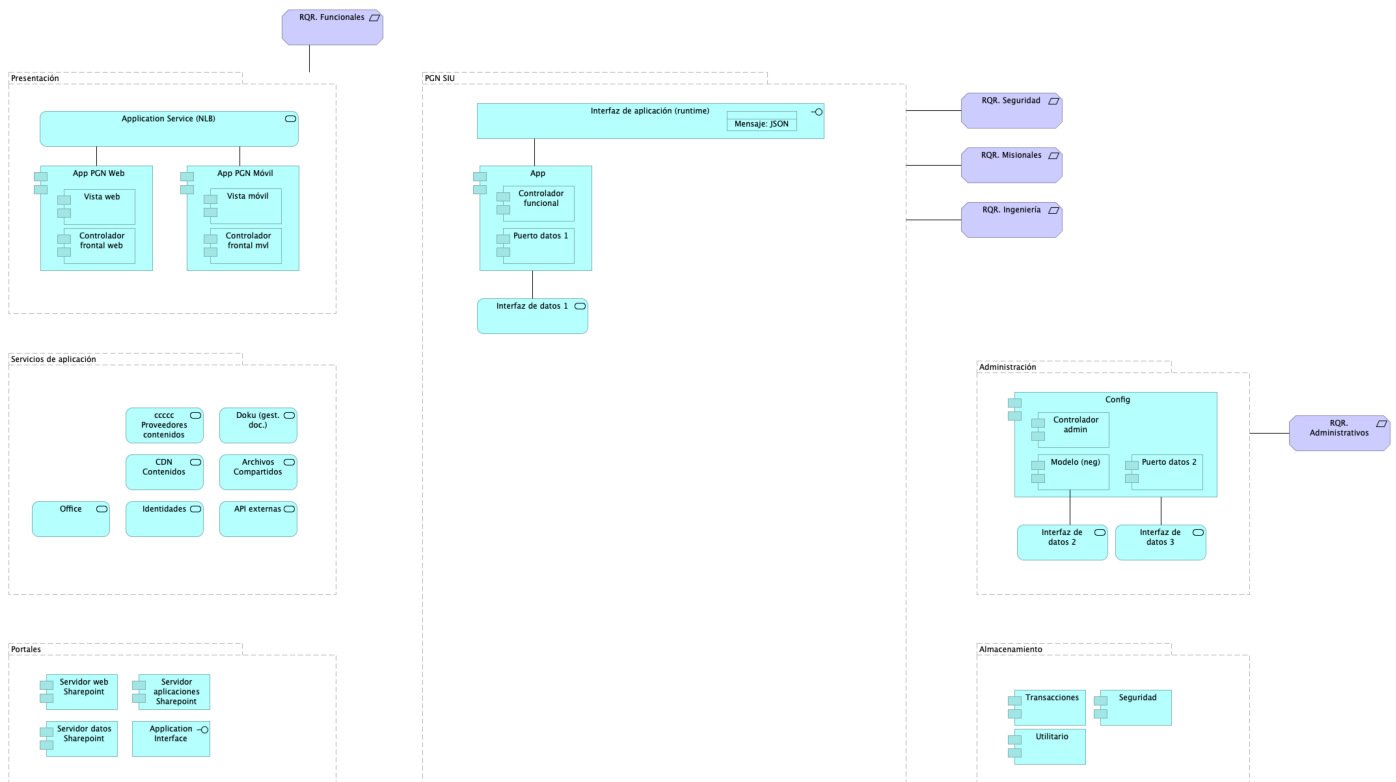 RQR. Funcionales
Presentación
Application Service (NLB)
App PGN Web
Vista web
Controlador
frontal web
App PGN Móvil
Vista móvil
Controlador
frontal mvl
PGN SIU
Interfaz de aplicación (runtime)
Mensaje: JSON
App
Controlador
funcional
Puerto datos 1
Interfaz de datos 1
RQR. Seguridad
RQR. Misionales
RQR. Ingeniería
Servicios de aplicación
ccccc
Proveedores
contenidos
Doku (gest.
doc.)
CDN
Contenidos
Archivos
Compartidos
Office
Identidades
API externas
Administración
Config
Controlador
admin
Modelo (neg)
Puerto datos 2
Interfaz de
datos 2
Interfaz de
datos 3
RQR.
Administrativos
Portales
Servidor web
Sharepoint
Servidor
aplicaciones
Sharepoint
Servidor datos
Sharepoint
Application
Interface
Almacenamiento
Transacciones
Seguridad
Utilitario